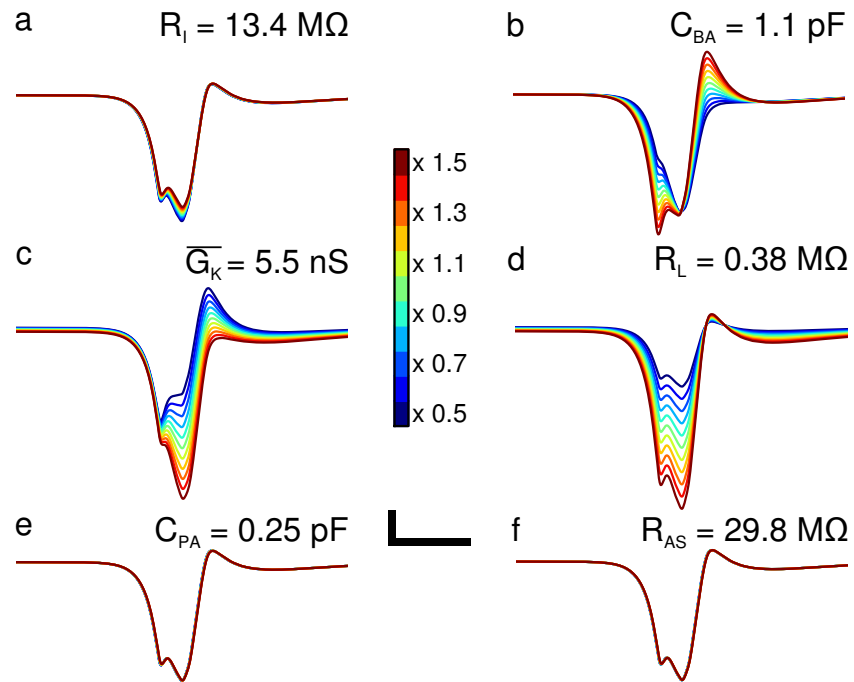 a
R_I = 13.4 MΩ
b
C_BA = 1.1 pF
x 1.5
x 1.3
x 1.1
x 0.9
x 0.7
x 0.5
c
G̅_K̅ = 5.5 nS
d
R_L = 0.38 MΩ
e
C_PA = 0.25 pF
f
R_AS = 29.8 MΩ